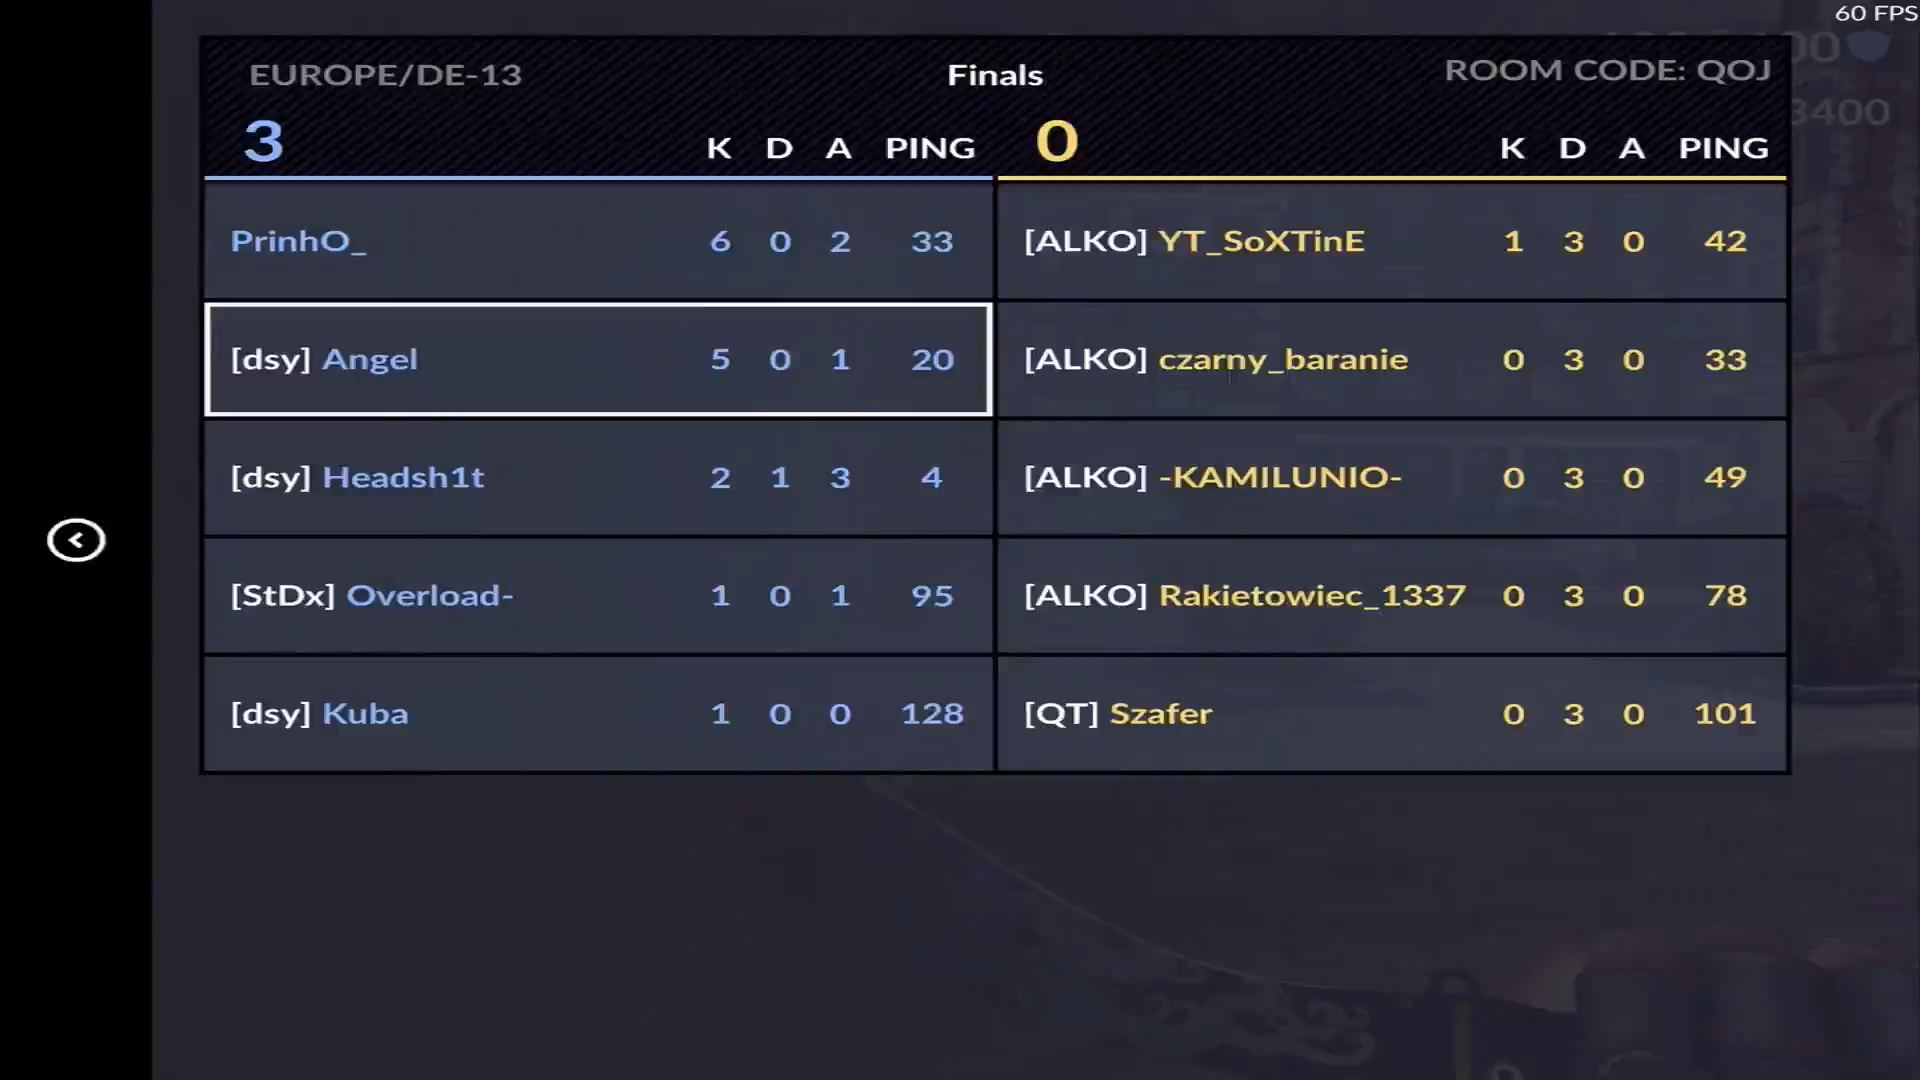 60 FPS
EUROPE/DE-13 Finals ROOM CODE: QOJ
3400
3 K D A PING 0 K D A PING
PrinhO_ 6 0 2 33 [ALKO] YT_SoXTinE 1 3 0 42
[dsy] Angel 5 0 1 20 [ALKO] czarny_baranie 0 3 0 33
[dsy] Headsh1t 2 1 3 4 [ALKO] -KAMILUNIO- 0 3 0 49
[StDx] Overload- 1 0 1 95 [ALKO] Rakietowiec_1337 0 3 0 78
[dsy] Kuba 1 0 0 128 [QT] Szafer 0 3 0 101